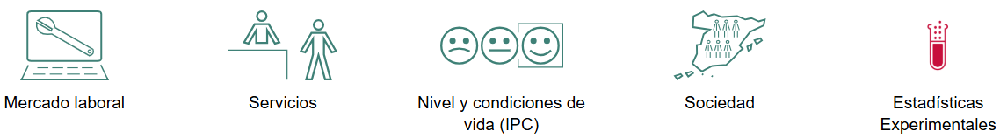 Mercado laboral
Servicios
Nivel y condiciones de
vida (IPC)
Sociedad
Estadísticas
Experimentales